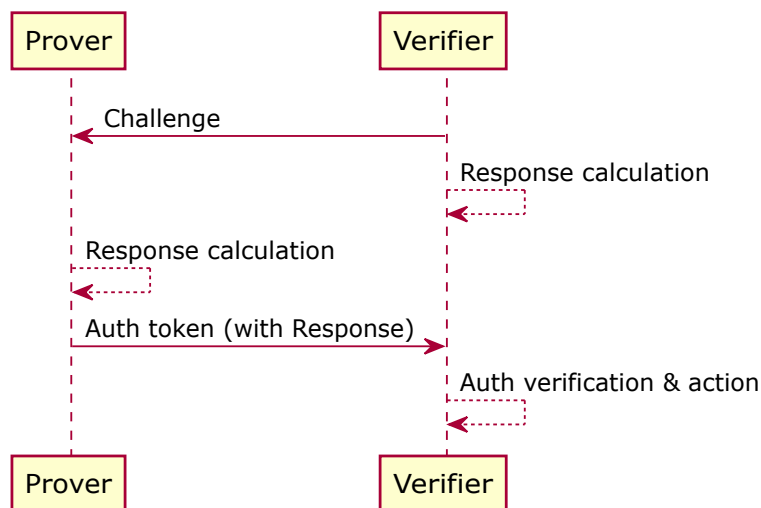 Prover
Verifier
Challenge
Response calculation
Response calculation
Auth token (with Response)
Auth verification & action
Prover
Verifier